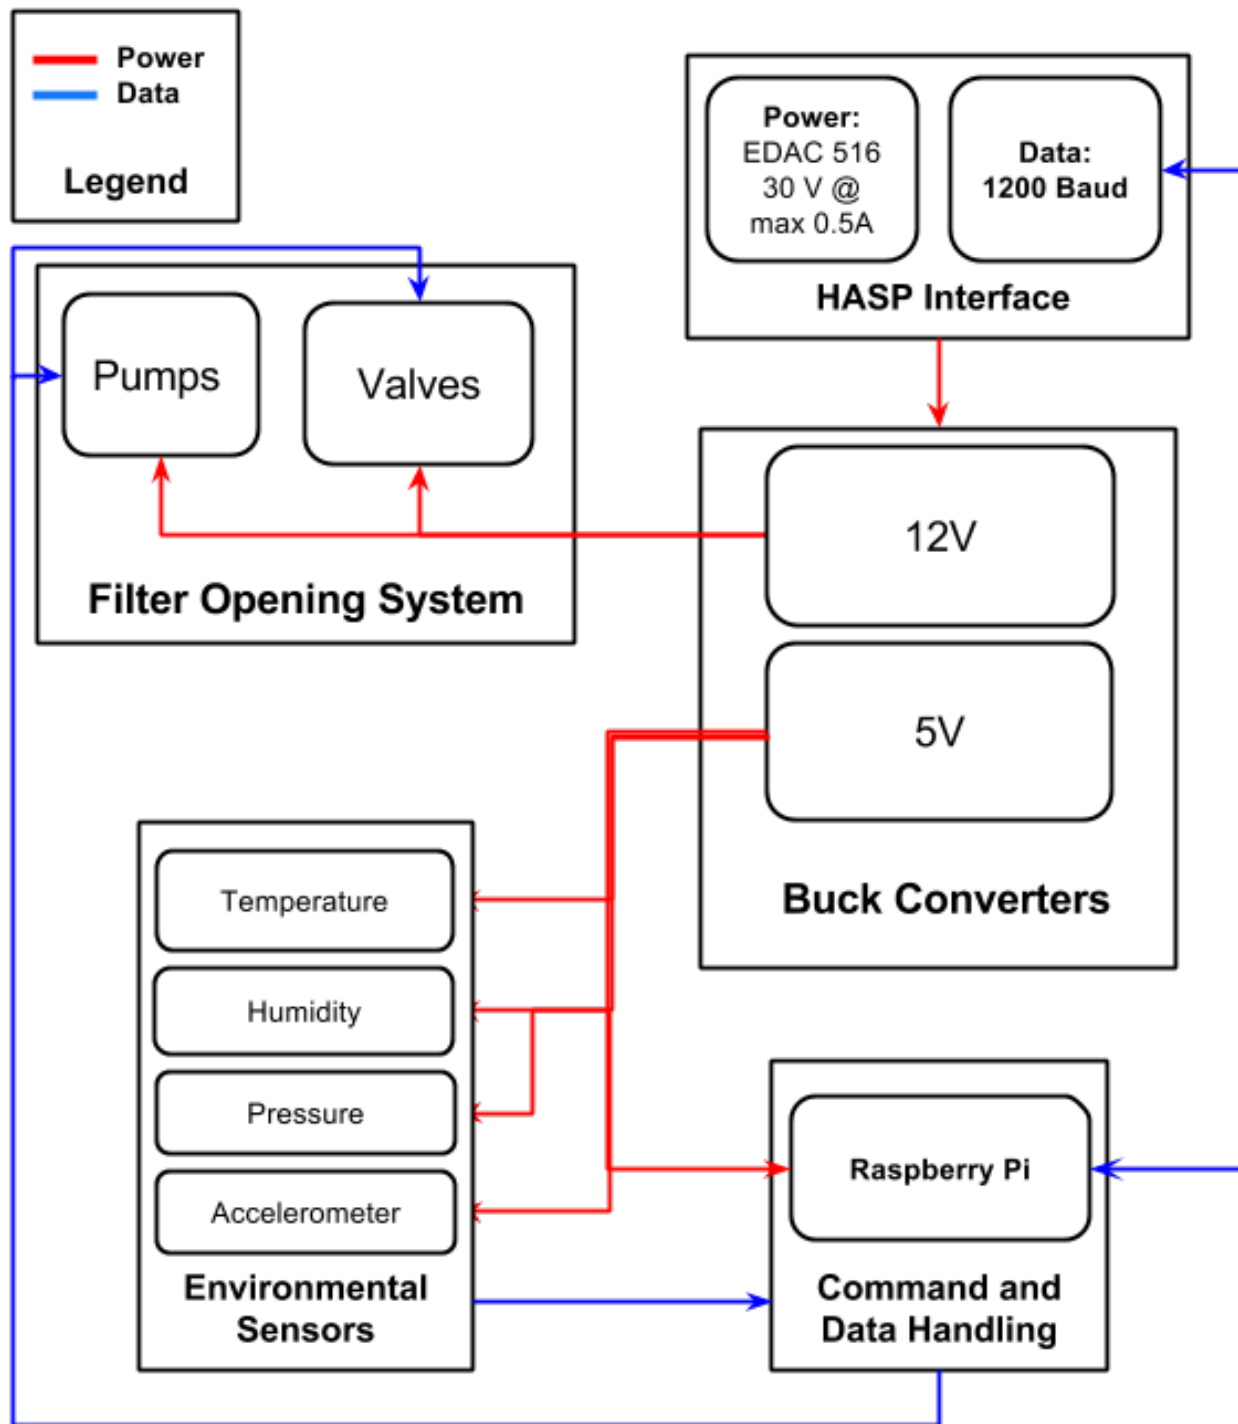 Power
Data
Legend
Power:
EDAC 516
30 V @
max 0.5A
Data:
1200 Baud
HASP Interface
Pumps
Valves
Filter Opening System
12V
5V
Buck Converters
Temperature
Humidity
Pressure
Accelerometer
Environmental
Sensors
Raspberry Pi
Command and
Data Handling